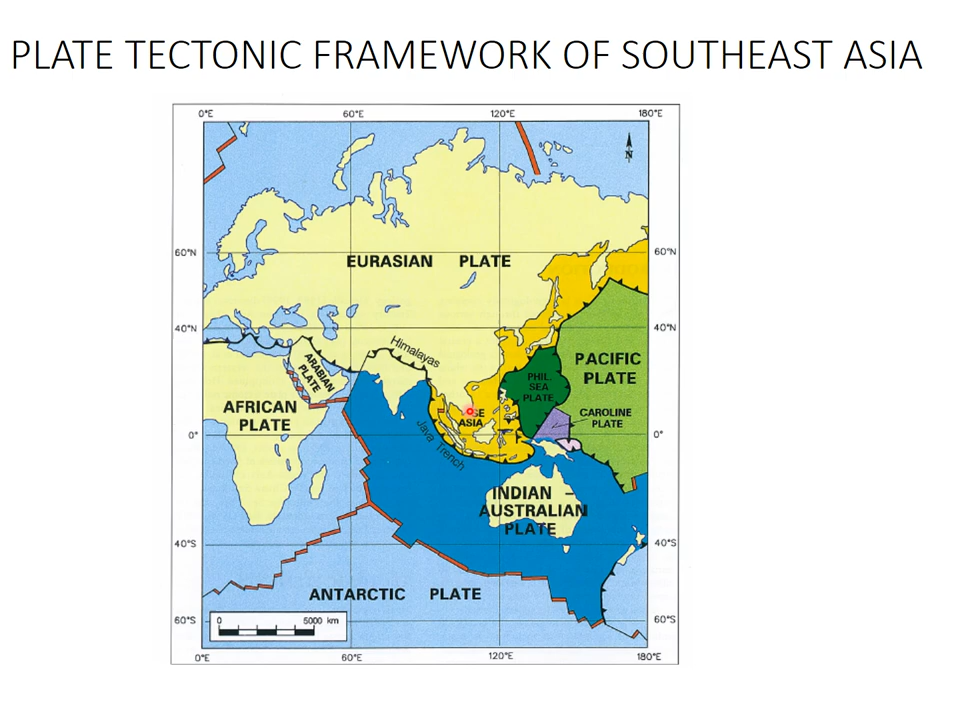 PLATE TECTONIC FRAMEWORK OF SOUTHEAST ASIA
0°E 60°E 120°E 180°E
N
60°N 60°N
EURASIAN PLATE
40°N 40°N
Himalayas
ARABIAN
PLATE
PACIFIC
PLATE
PHIL.
SEA
PLATE
AFRICAN
PLATE
SE
ASIA
CAROLINE
PLATE
0° 0°
Java Trench
INDIAN –
AUSTRALIAN
PLATE
40°S 40°S
ANTARCTIC PLATE
0 5000 km
60°S 60°S
0°E 60°E 120°E 180°E